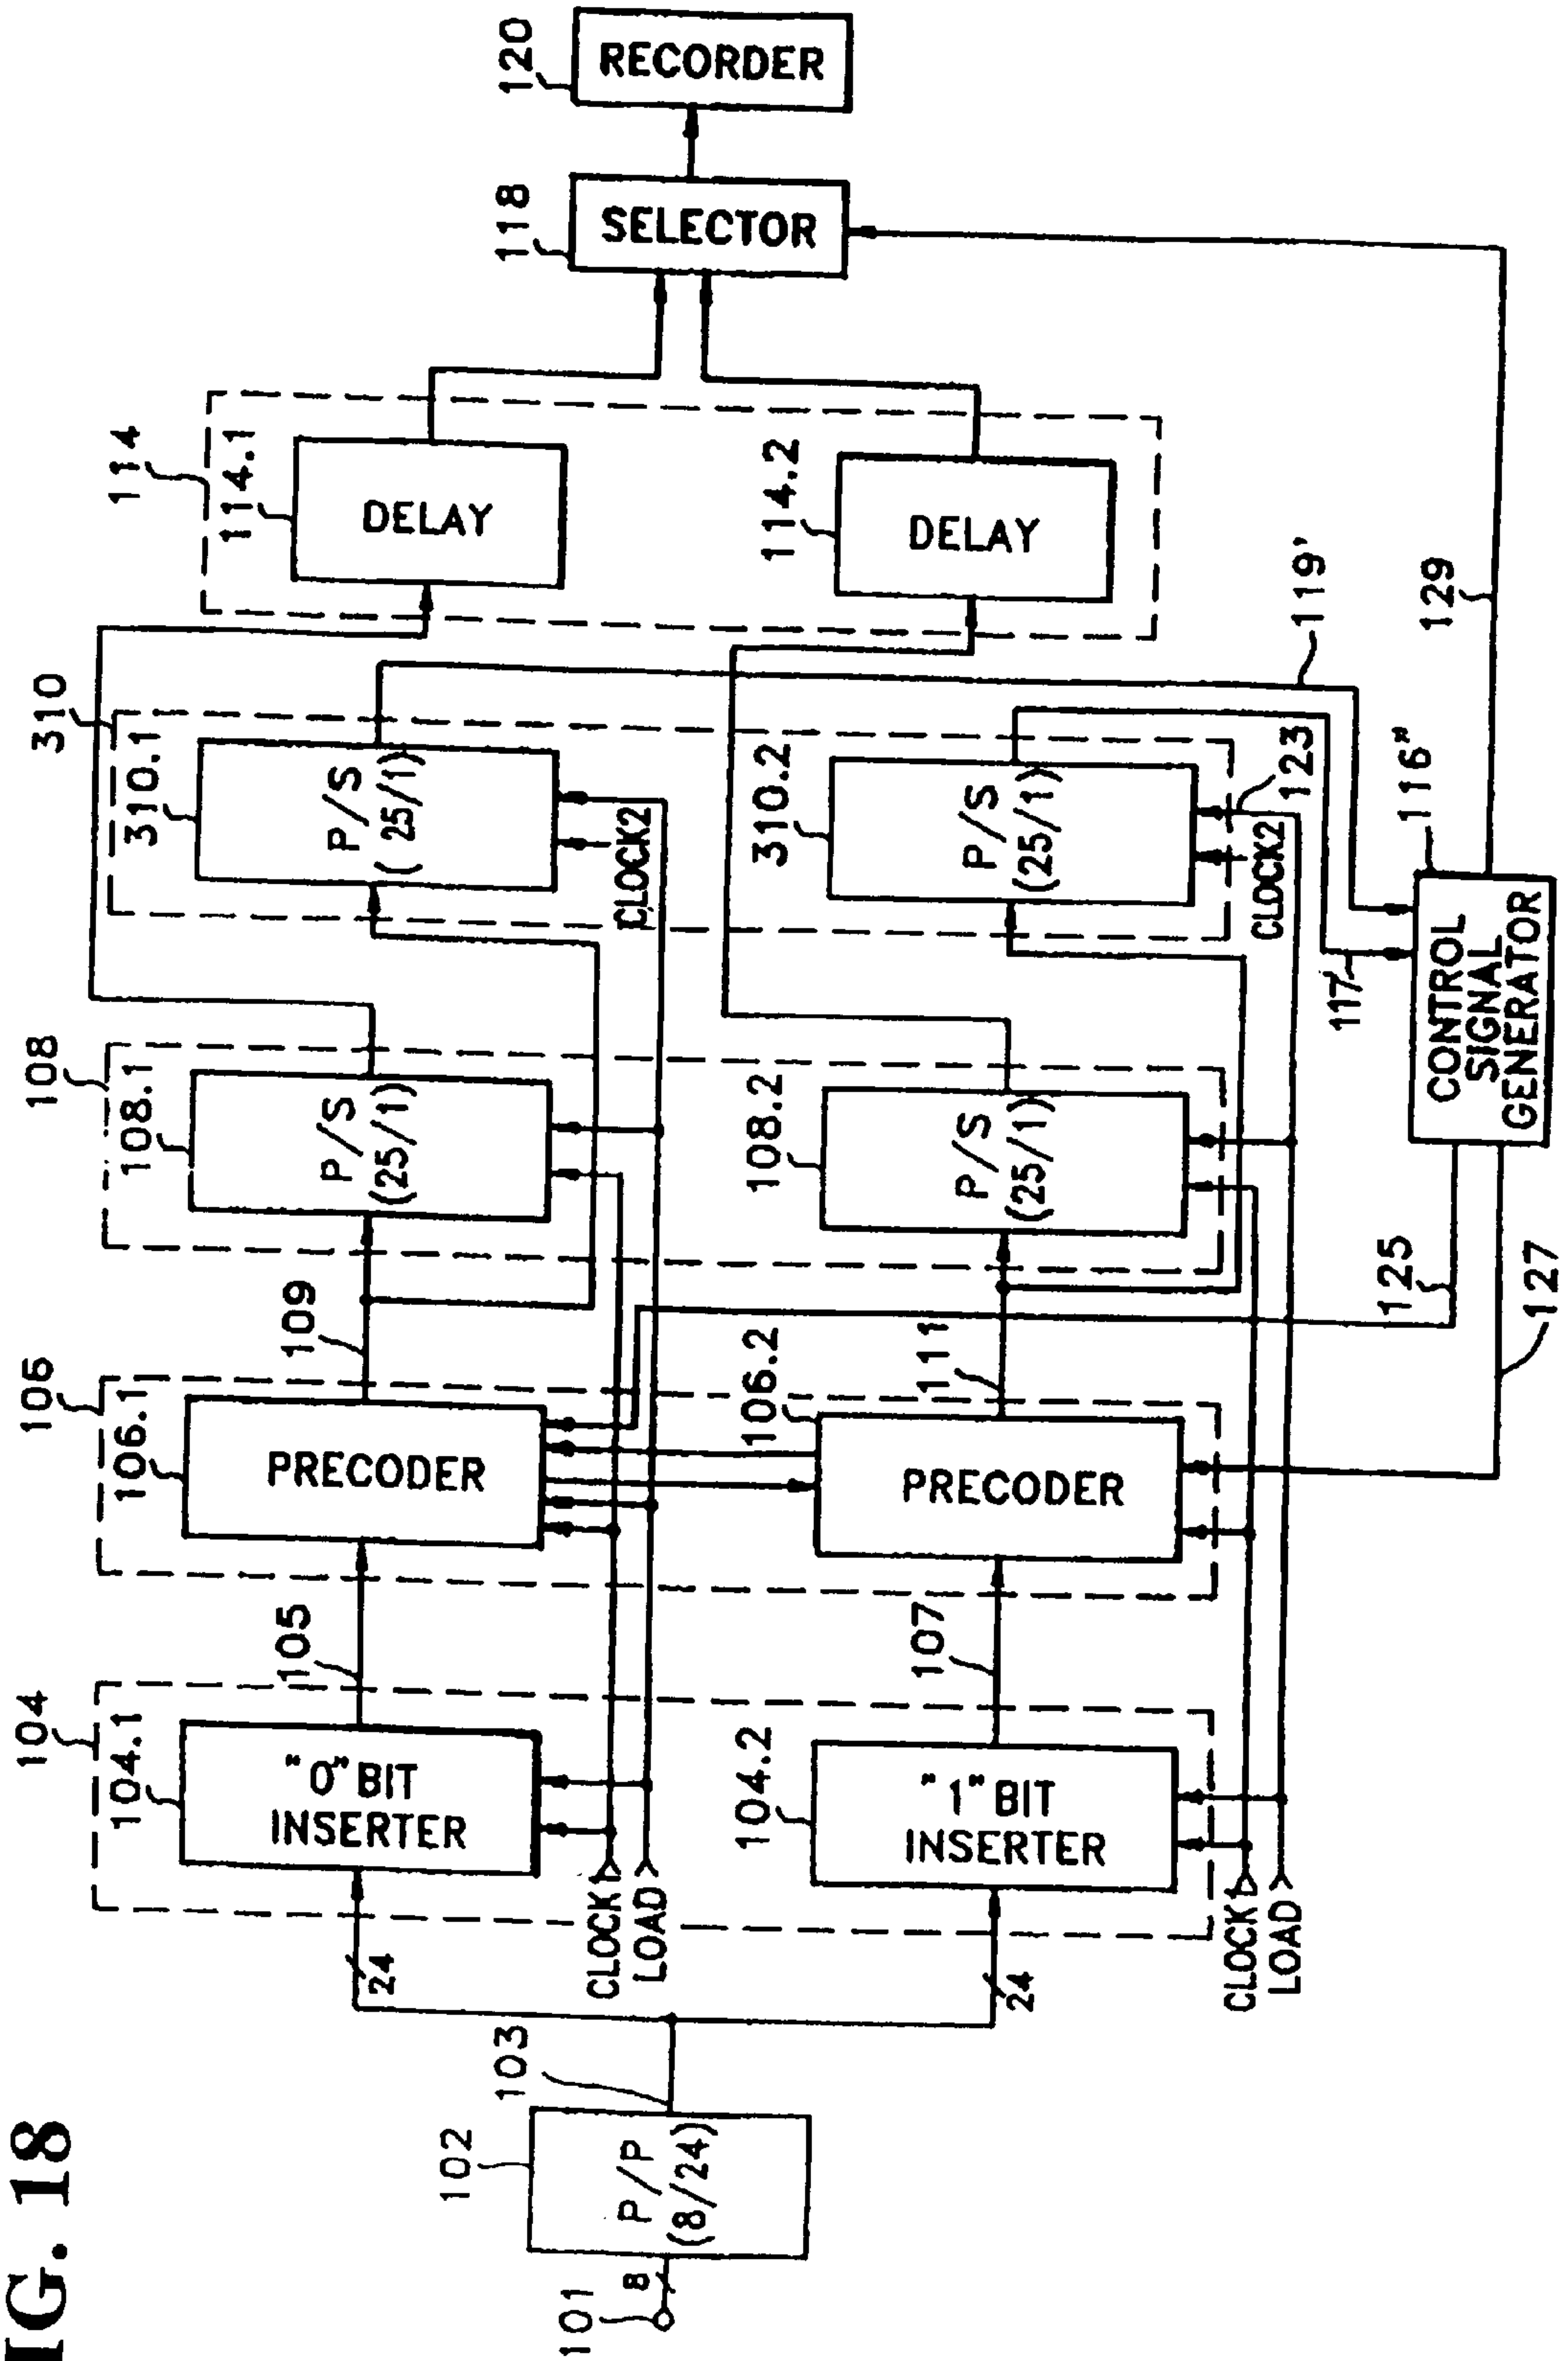 IG. 18
101
8
102
P/P
(8/24)
103
24
24
104
104.1
"0" BIT
INSERTER
CLOCK1
LOAD
104.2
"1" BIT
INSERTER
CLOCK1
LOAD
105
107
106
106.1
PRECODER
106.2
PRECODER
109
111
125
127
108
108.1
P/S
(25/1)
108.2
P/S
(25/1)
310
310.1
P/S
( 25/1)
CLOCK2
310.2
P/S
(25/1)
CLOCK2
123
117
119'
116"
CONTROL
SIGNAL
GENERATOR
129
114
114.1
DELAY
114.2
DELAY
118
SELECTOR
120
RECORDER